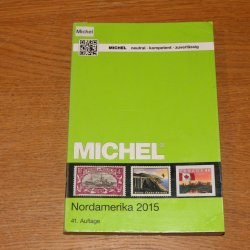 Michel
MICHEL neutral · kompetent · zuverlässig
MICHEL®
Nordamerika 2015
41. Auflage